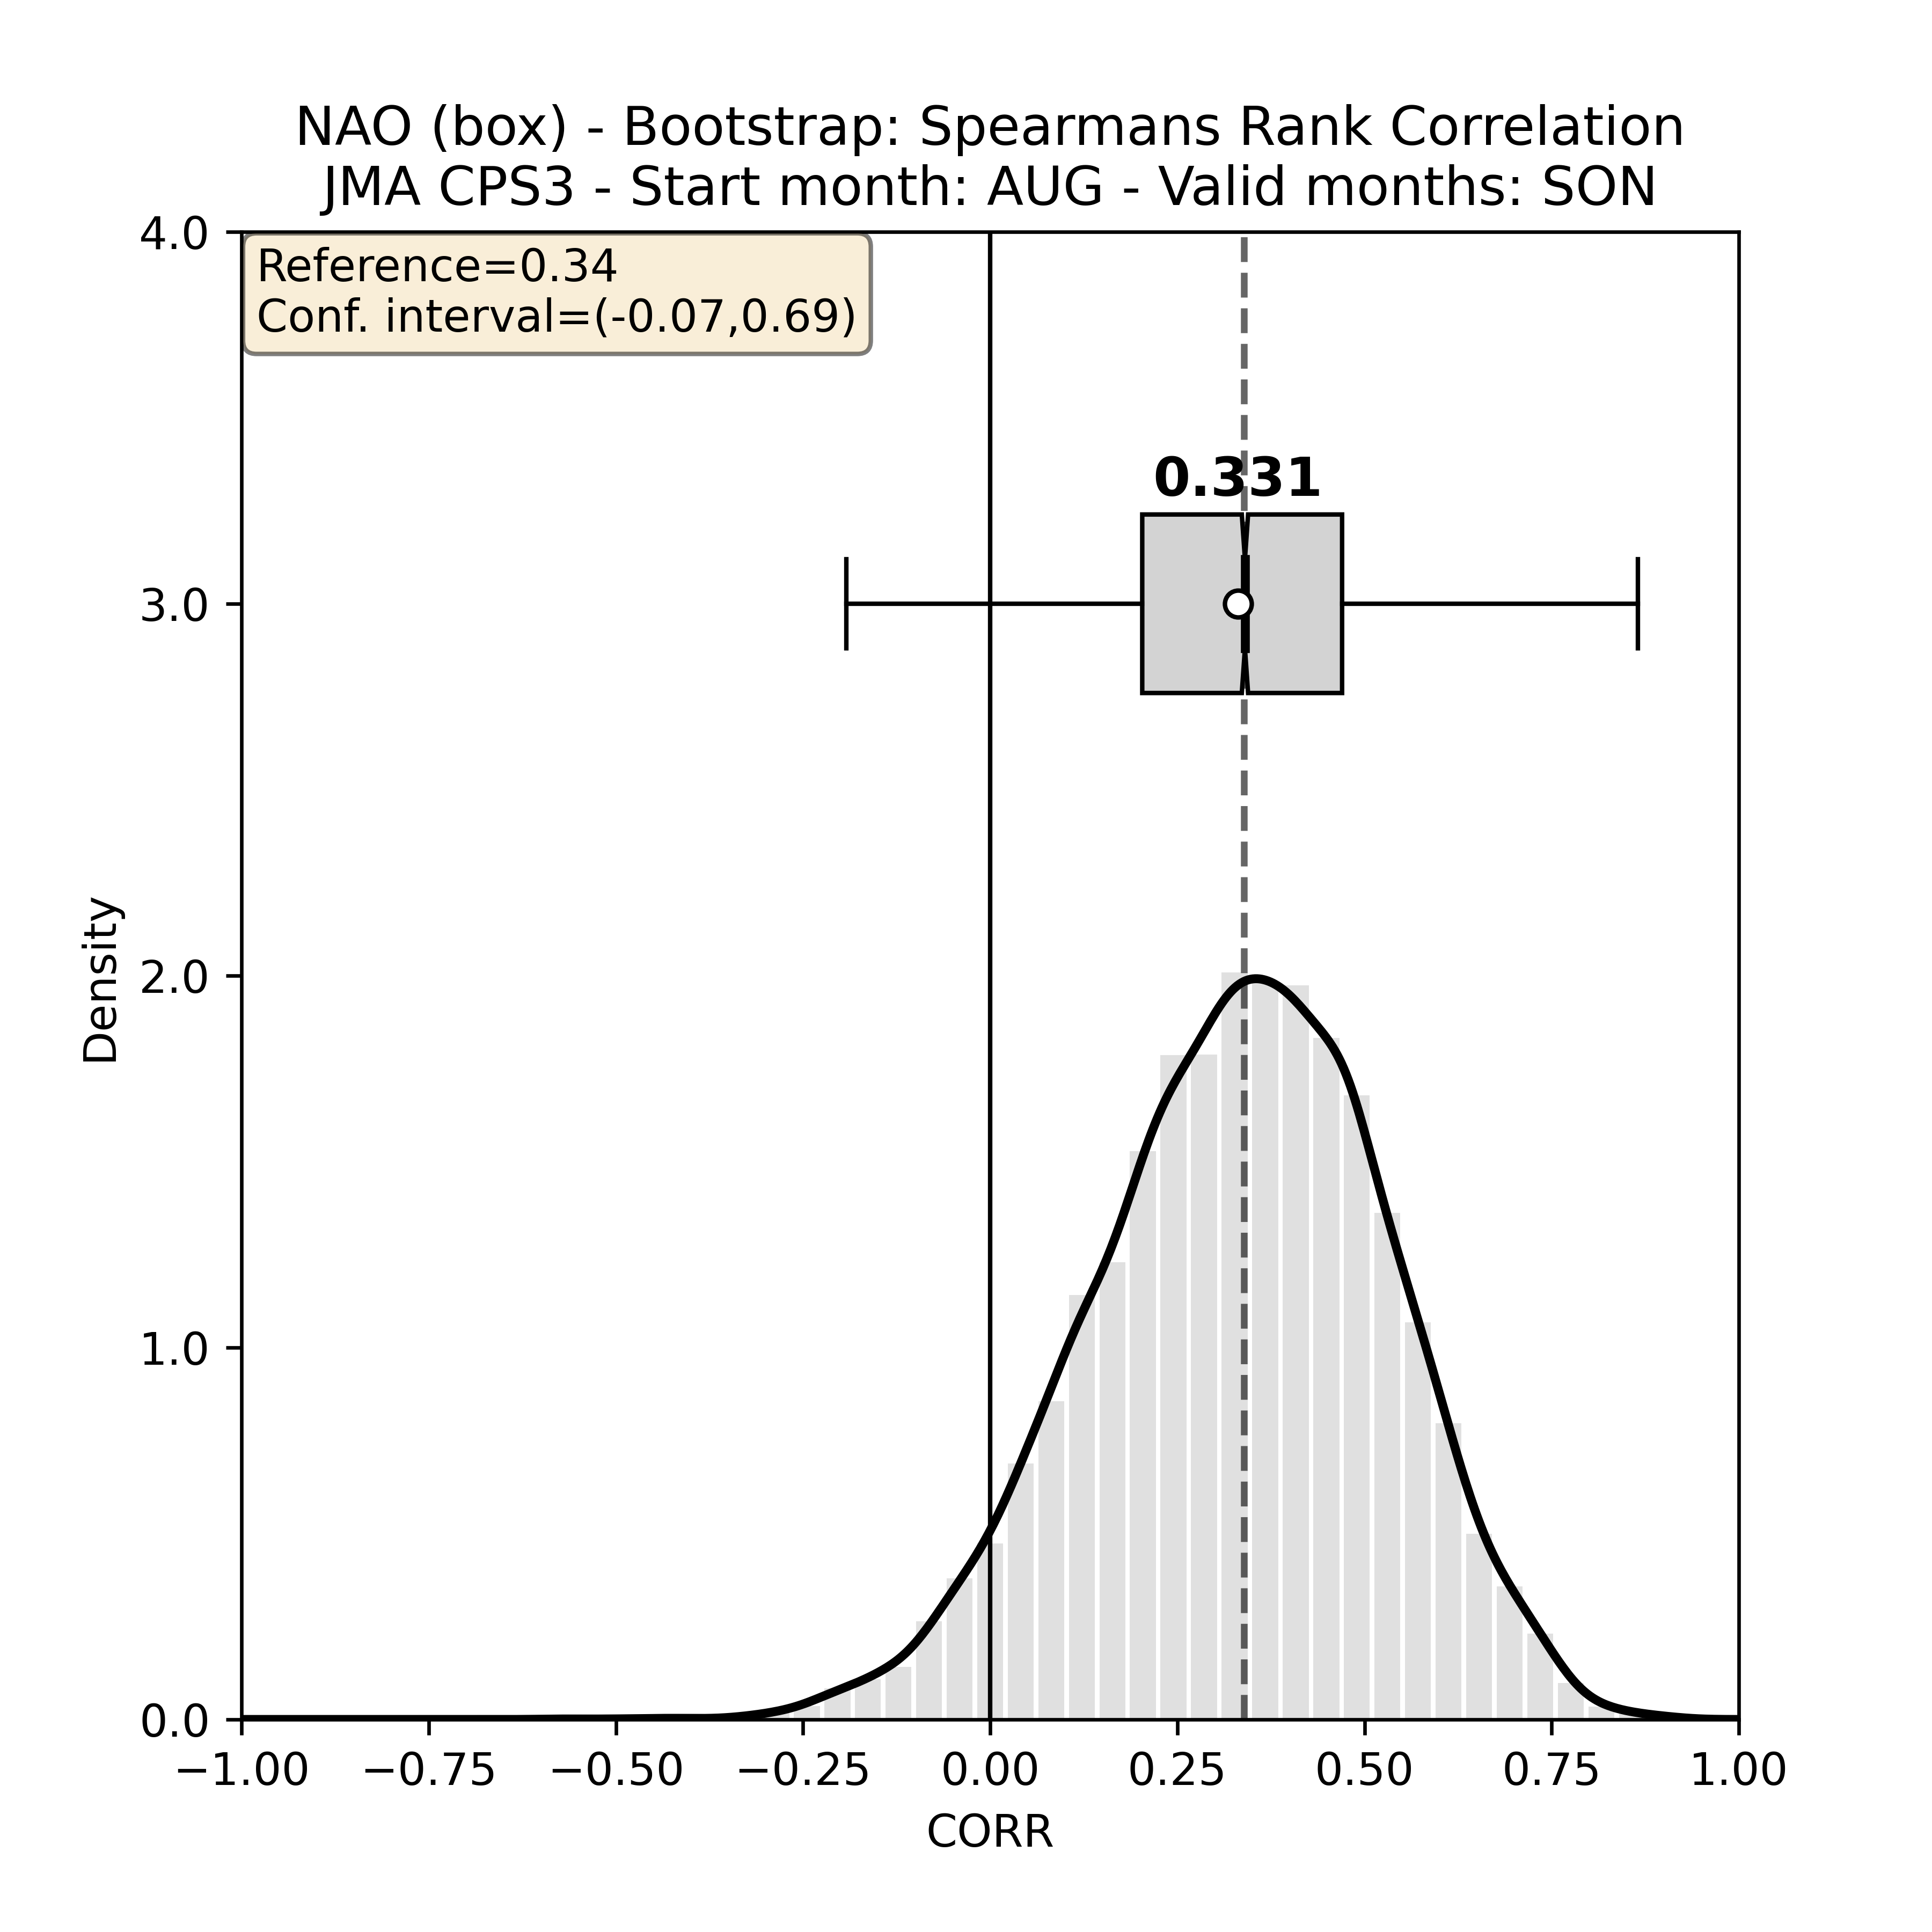 NAO (box) - Bootstrap: Spearmans Rank Correlation
JMA CPS3 - Start month: AUG - Valid months: SON
4.0
Reference=0.34
Conf. interval=(-0.07,0.69)
0.331
3.0
Density
2.0
1.0
0.0
−1.00 −0.75 −0.50 −0.25 0.00 0.25 0.50 0.75 1.00
CORR